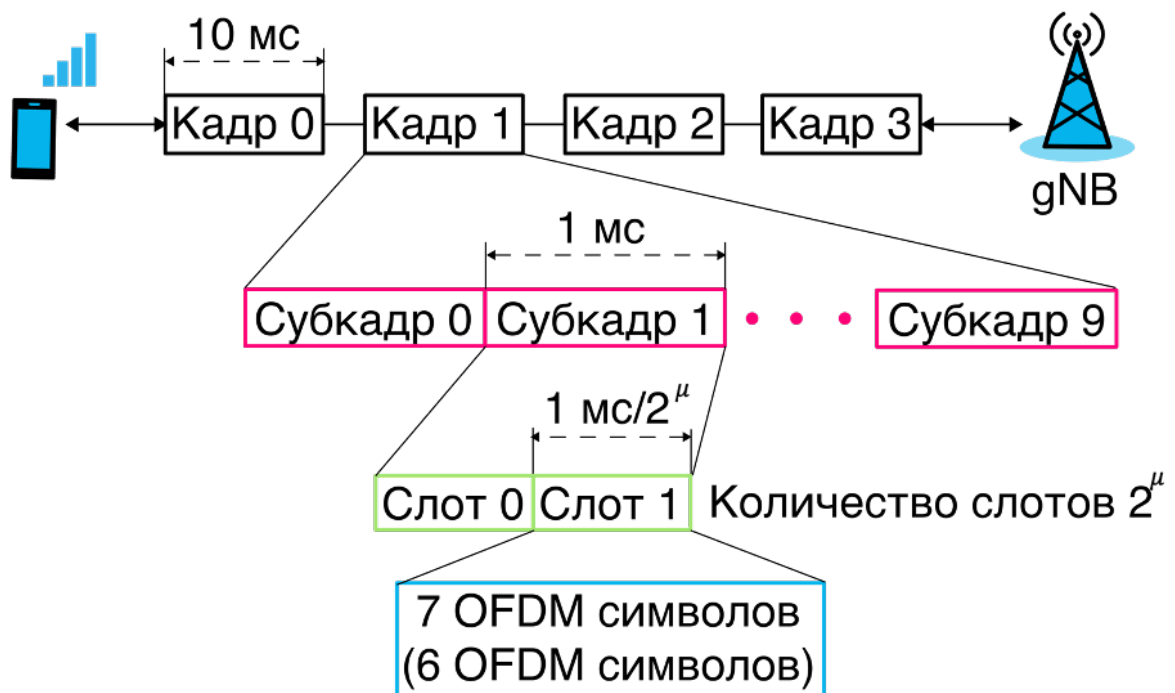 10 мс
Кадр 0
Кадр 1
Кадр 2
Кадр 3
gNB
1 мс
Субкадр 0
Субкадр 1
Субкадр 9
1 мс/2^μ
Слот 0
Слот 1
Количество слотов 2^μ
7 OFDM символов
(6 OFDM символов)